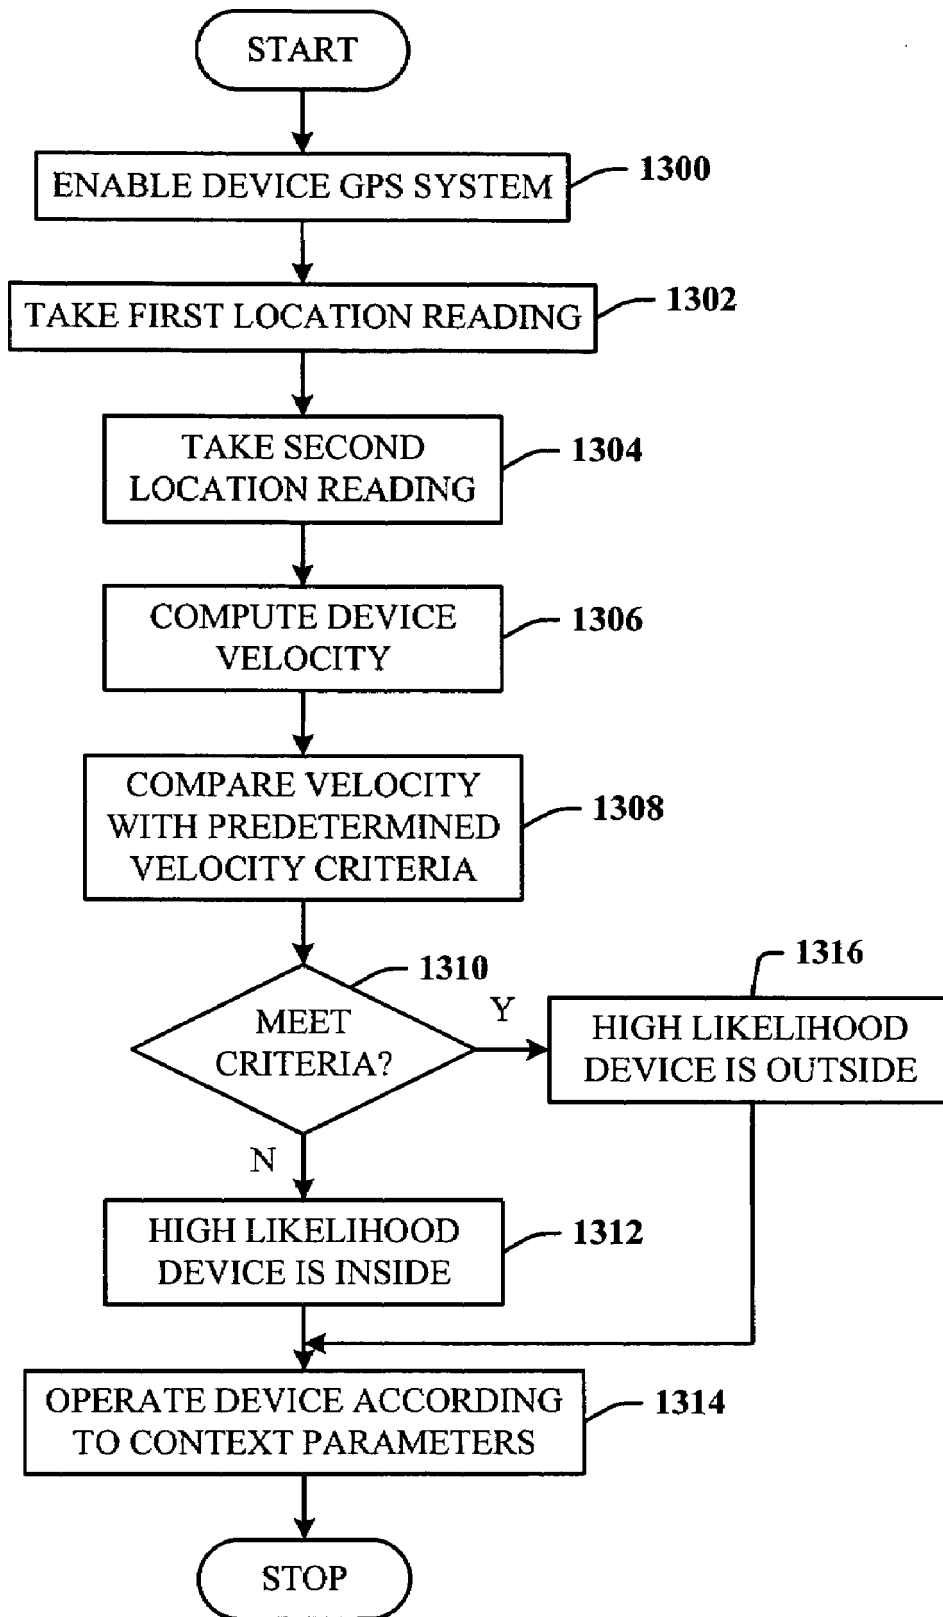 START
ENABLE DEVICE GPS SYSTEM
1300
TAKE FIRST LOCATION READING
1302
TAKE SECOND
LOCATION READING
1304
COMPUTE DEVICE
VELOCITY
1306
COMPARE VELOCITY
WITH PREDETERMINED
VELOCITY CRITERIA
1308
MEET
CRITERIA?
1310
Y
HIGH LIKELIHOOD
DEVICE IS OUTSIDE
1316
N
HIGH LIKELIHOOD
DEVICE IS INSIDE
1312
OPERATE DEVICE ACCORDING
TO CONTEXT PARAMETERS
1314
STOP